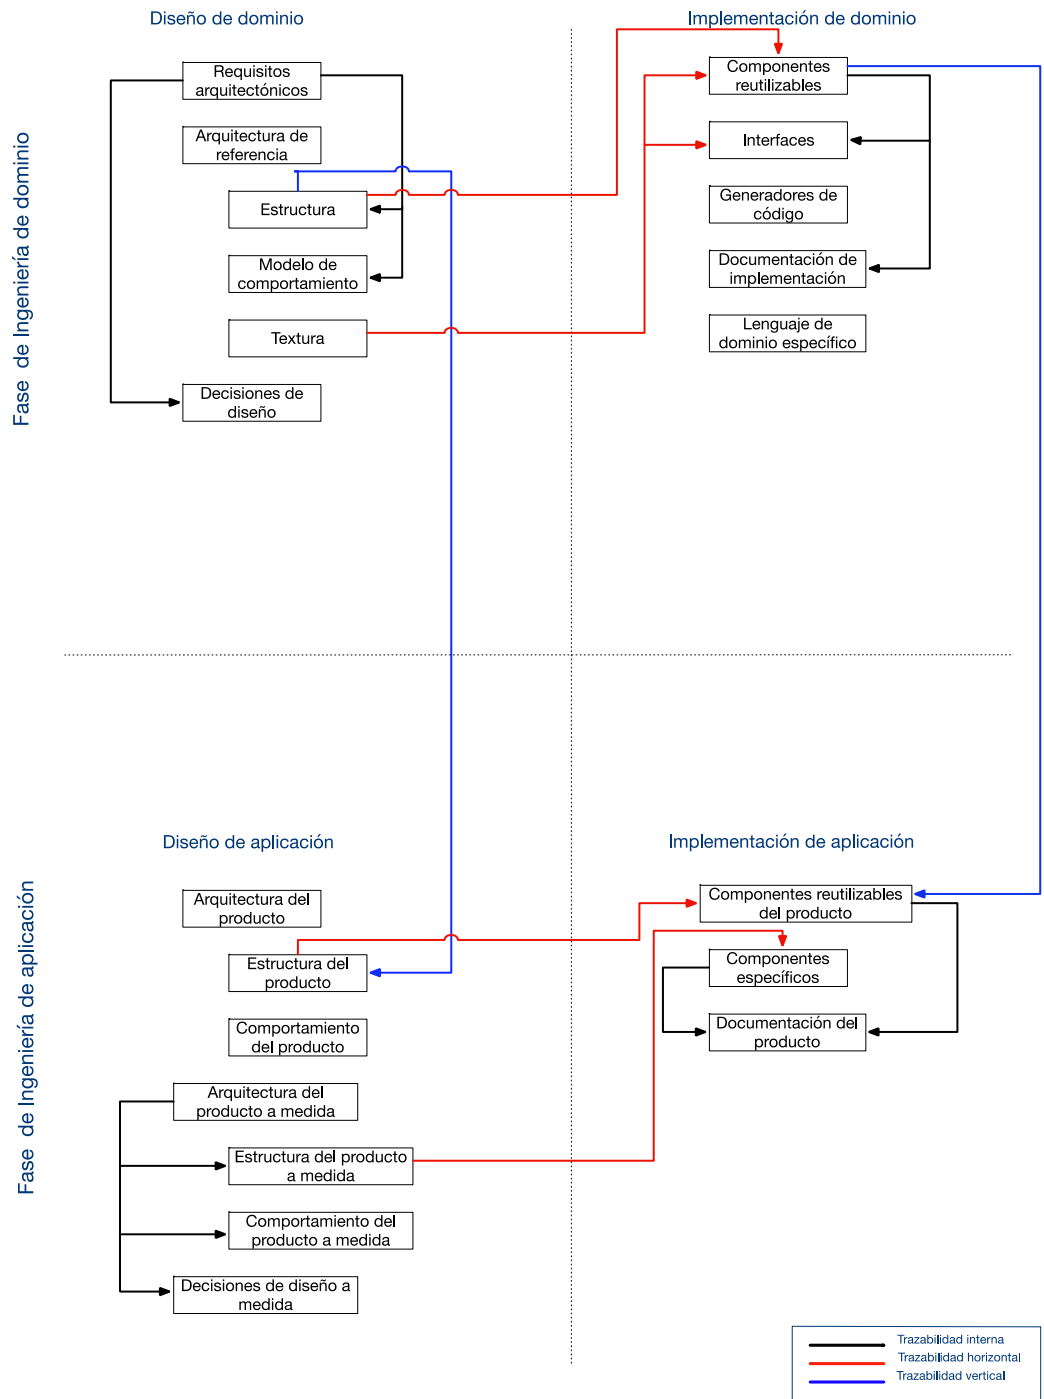 Diseño de dominio
Implementación de dominio
Fase de Ingeniería de dominio
Requisitos
arquitectónicos
Arquitectura de
referencia
Estructura
Modelo de
comportamiento
Textura
Decisiones de
diseño
Componentes
reutilizables
Interfaces
Generadores de
código
Documentación de
implementación
Lenguaje de
dominio específico
Diseño de aplicación
Implementación de aplicación
Fase de Ingeniería de aplicación
Arquitectura del
producto
Estructura del
producto
Comportamiento
del producto
Arquitectura del
producto a medida
Estructura del producto
a medida
Comportamiento del
producto a medida
Decisiones de diseño a
medida
Componentes reutilizables
del producto
Componentes
específicos
Documentación del
producto
Trazabilidad interna
Trazabilidad horizontal
Trazabilidad vertical